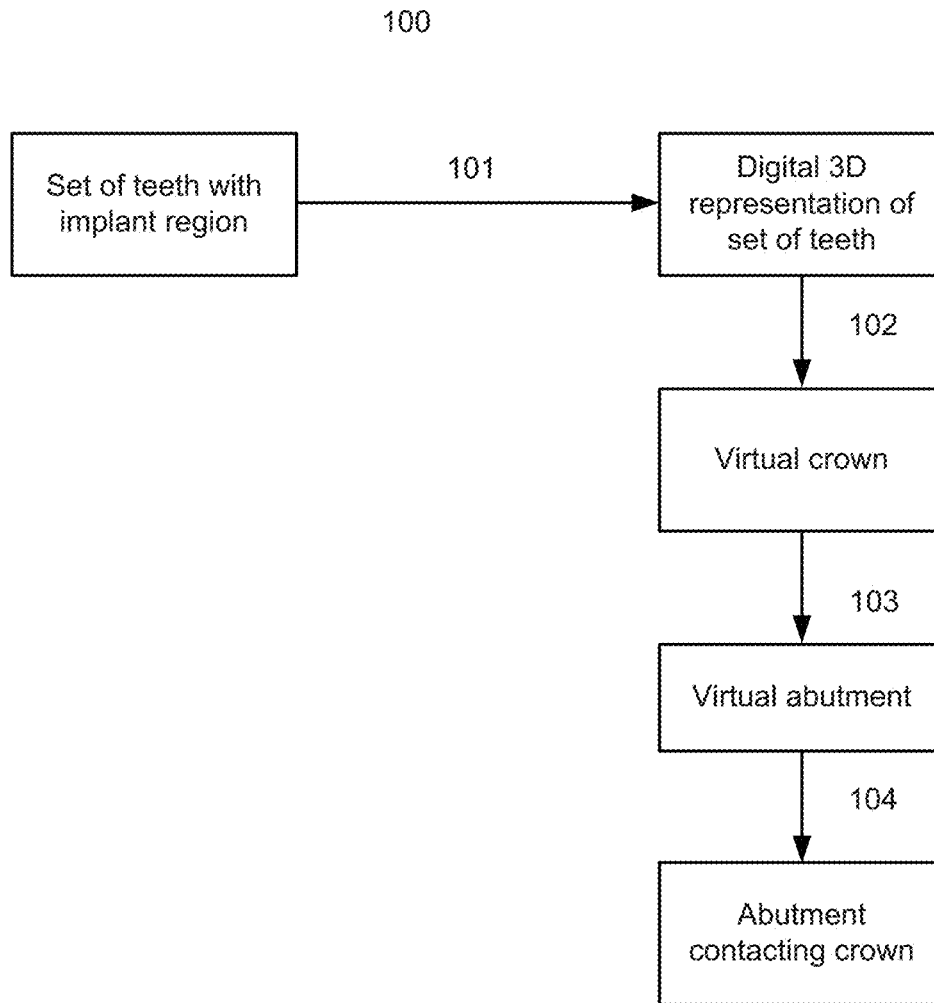 100
Set of teeth with
implant region
101
Digital 3D
representation of
set of teeth
102
Virtual crown
103
Virtual abutment
104
Abutment
contacting crown